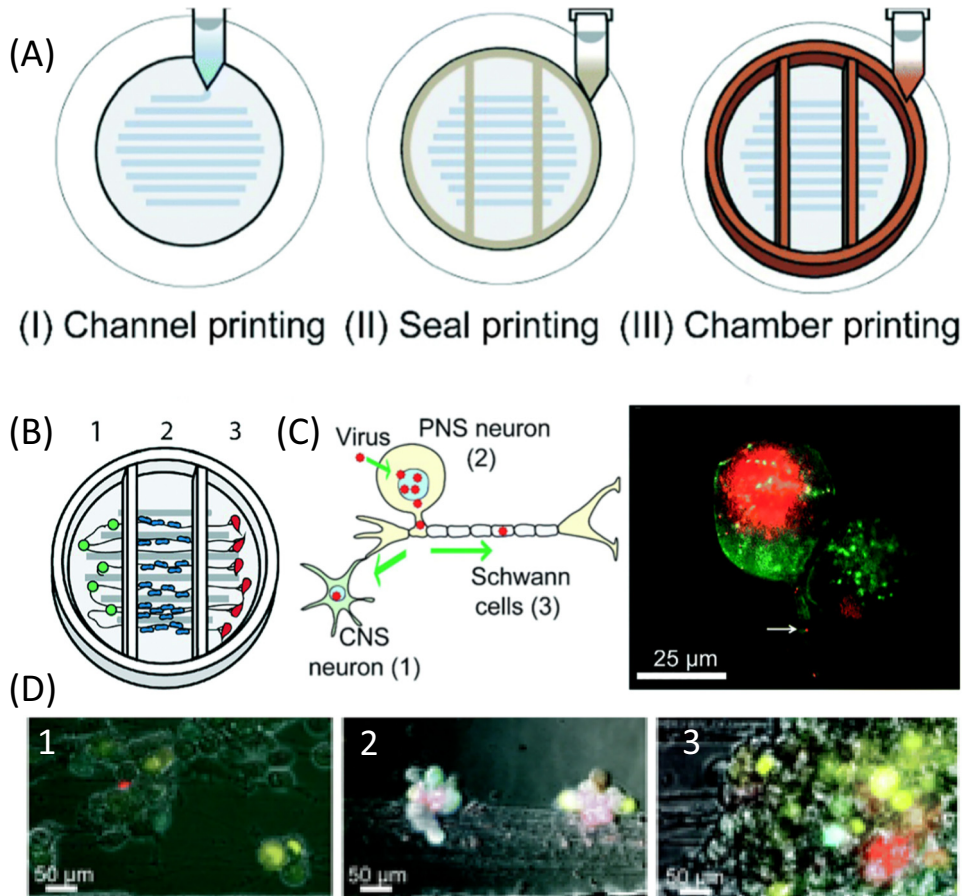 (A)
(I) Channel printing (II) Seal printing (III) Chamber printing
(B)
1 2 3
(C)
Virus
PNS neuron
(2)
Schwann
cells (3)
CNS
neuron (1)
25 μm
(D)
1
50 μm
2
50 μm
3
50 μm